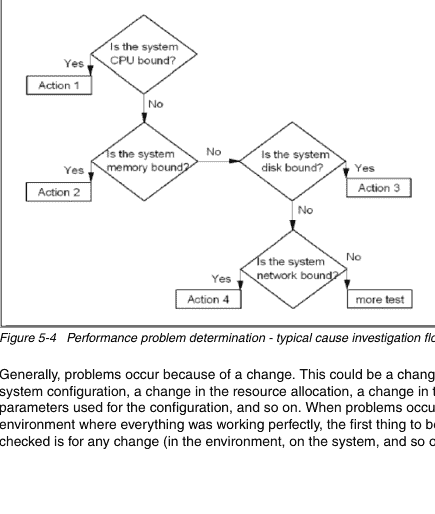 Is the system
CPU bound?
Yes
Action 1
No
Is the system
memory bound?
Yes
Action 2
No
Is the system
disk bound?
Yes
Action 3
No
Is the system
network bound?
Yes
Action 4
No
more test
Figure 5-4 Performance problem determination - typical cause investigation
Generally, problems occur because of a change. This could be a
system configuration, a change in the resource allocation, a change in
parameters used for the configuration, and so on. When problems
environment where everything was working perfectly, the first thing to
checked is for any change (in the environment, on the system, and so